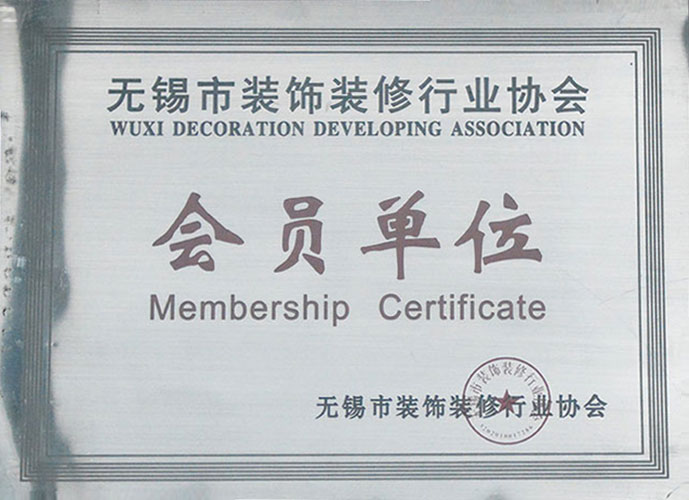 无锡市装饰装修行业协会
WUXI DECORATION DEVELOPING ASSOCIATION
会员单位
Membership Certificate
无锡市装饰装修行业协会